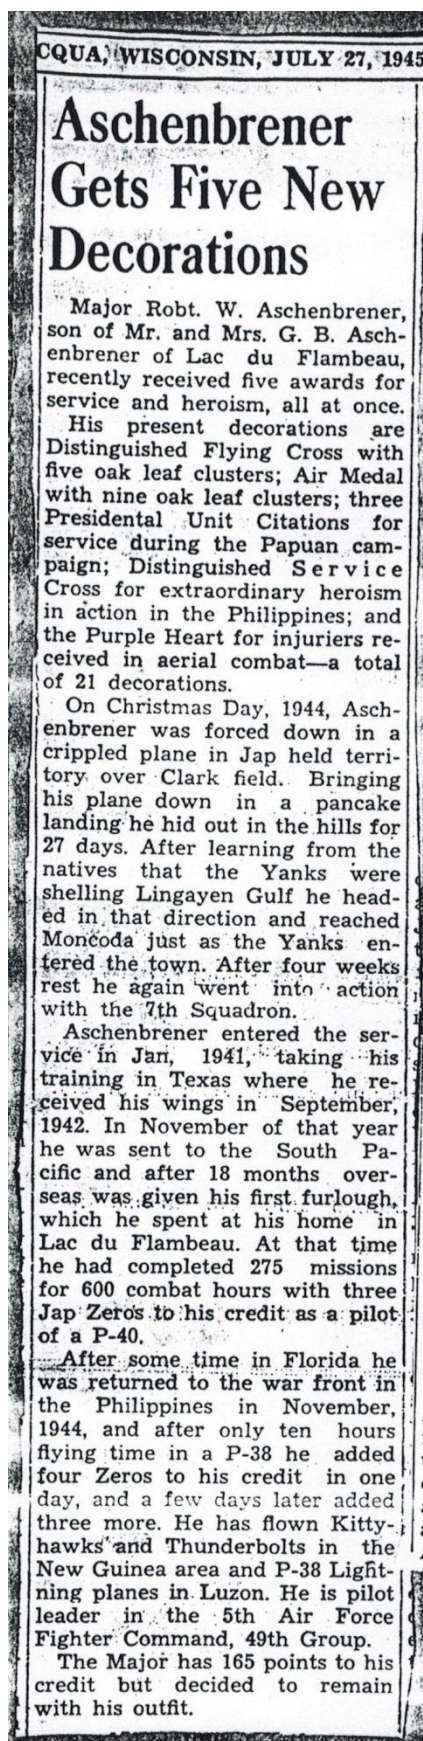 CQUA, WISCONSIN, JULY 27, 1945
Aschenbrener
Gets Five New
Decorations
Major Robt. W. Aschenbrener,
son of Mr. and Mrs. G. B. Asch-
enbrener of Lac du Flambeau,
recently received five awards for
service and heroism, all at once.
His present decorations are
Distinguished Flying Cross with
five oak leaf clusters; Air Medal
with nine oak leaf clusters; three
Presidental Unit Citations for
service during the Papuan cam-
paign; Distinguished Service
Cross for extraordinary heroism
in action in the Philippines; and
the Purple Heart for injuriers re-
ceived in aerial combat—a total
of 21 decorations.
On Christmas Day, 1944, Asch-
enbrener was forced down in a
crippled plane in Jap held terri-
tory over Clark field. Bringing
his plane down in a pancake
landing he hid out in the hills for
27 days. After learning from the
natives that the Yanks were
shelling Lingayen Gulf he head-
ed in that direction and reached
Moncoda just as the Yanks en-
tered the town. After four weeks
rest he again went into action
with the 7th Squadron.
Aschenbrener entered the ser-
vice in Jan, 1941, taking his
training in Texas where he re-
ceived his wings in September,
1942. In November of that year
he was sent to the South Pa-
cific and after 18 months over-
seas was given his first furlough,
which he spent at his home in
Lac du Flambeau. At that time
he had completed 275 missions
for 600 combat hours with three
Jap Zeros to his credit as a pilot
of a P-40.
After some time in Florida he
was returned to the war front in
the Philippines in November,
1944, and after only ten hours
flying time in a P-38 he added
four Zeros to his credit in one
day, and a few days later added
three more. He has flown Kitty-
hawks and Thunderbolts in the
New Guinea area and P-38 Light-
ning planes in Luzon. He is pilot
leader in the 5th Air Force
Fighter Command, 49th Group.
The Major has 165 points to his
credit but decided to remain
with his outfit.